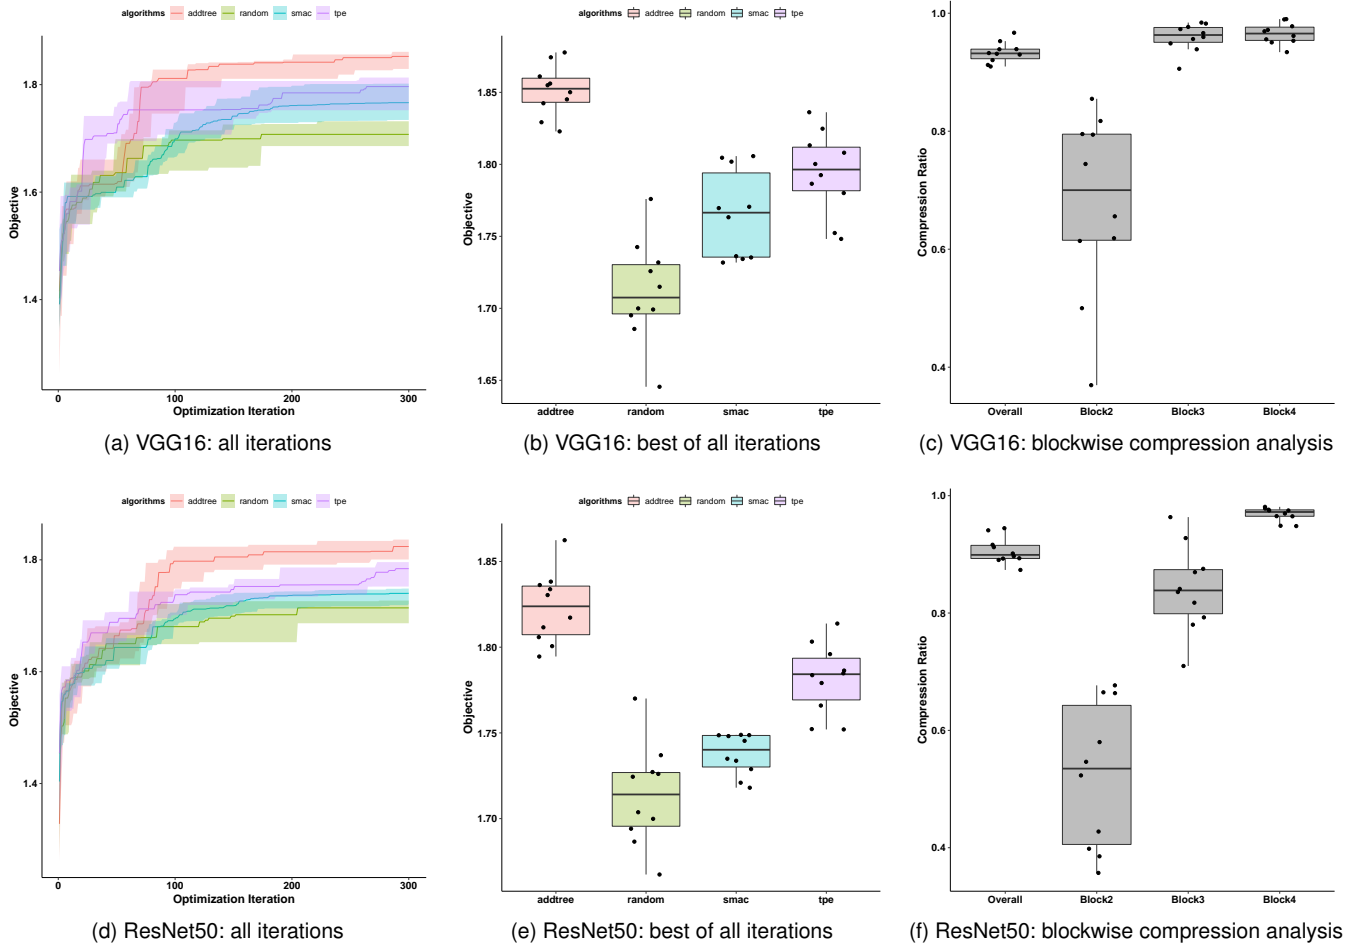 algorithms addtree random smac tpe
1.8
1.6
1.4
Objective
0 100 200 300
Optimization Iteration
(a) VGG16: all iterations
algorithms addtree random smac tpe
1.85
1.80
1.75
1.70
1.65
Objective
addtree random smac tpe
(b) VGG16: best of all iterations
1.0
0.8
0.6
0.4
Compression Ratio
Overall Block2 Block3 Block4
(c) VGG16: blockwise compression analysis
algorithms addtree random smac tpe
1.8
1.6
1.4
Objective
0 100 200 300
Optimization Iteration
(d) ResNet50: all iterations
algorithms addtree random smac tpe
1.85
1.80
1.75
1.70
Objective
addtree random smac tpe
(e) ResNet50: best of all iterations
1.0
0.8
0.6
0.4
Compression Ratio
Overall Block2 Block3 Block4
(f) ResNet50: blockwise compression analysis